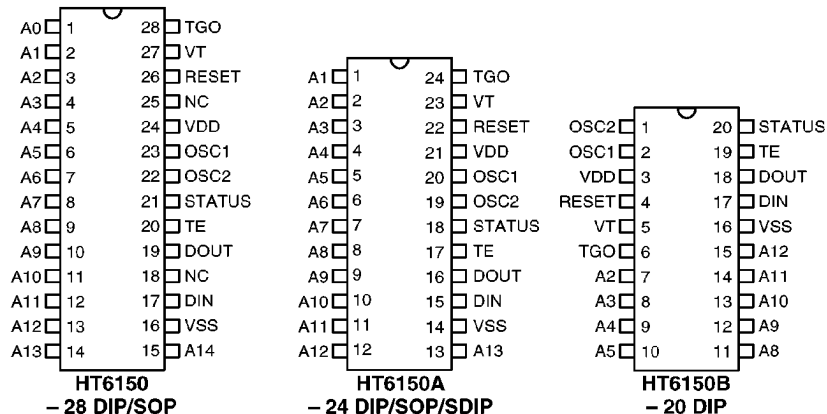 A0 1 28 TGO
A1 2 27 VT
A2 3 26 RESET
A3 4 25 NC
A4 5 24 VDD
A5 6 23 OSC1
A6 7 22 OSC2
A7 8 21 STATUS
A8 9 20 TE
A9 10 19 DOUT
A10 11 18 NC
A11 12 17 DIN
A12 13 16 VSS
A13 14 15 A14
HT6150
– 28 DIP/SOP
A1 1 24 TGO
A2 2 23 VT
A3 3 22 RESET
A4 4 21 VDD
A5 5 20 OSC1
A6 6 19 OSC2
A7 7 18 STATUS
A8 8 17 TE
A9 9 16 DOUT
A10 10 15 DIN
A11 11 14 VSS
A12 12 13 A13
HT6150A
– 24 DIP/SOP/SDIP
OSC2 1 20 STATUS
OSC1 2 19 TE
VDD 3 18 DOUT
RESET 4 17 DIN
VT 5 16 VSS
TGO 6 15 A12
A2 7 14 A11
A3 8 13 A10
A4 9 12 A9
A5 10 11 A8
HT6150B
– 20 DIP